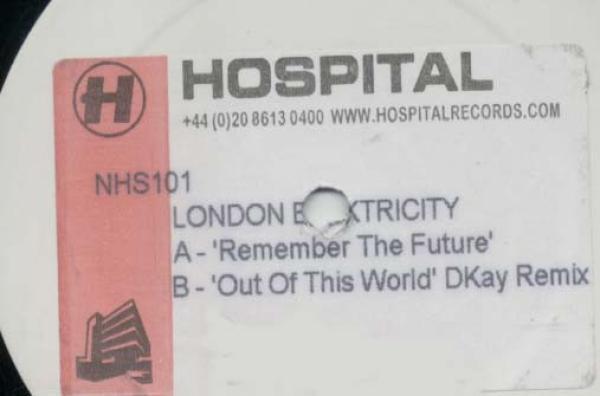 H HOSPITAL
+44 (0)20 8613 0400 WWW.HOSPITALRECORDS.COM
NHS101
LONDON
A - 'Remember The Future'
B - 'Out Of This World' DKay Remix